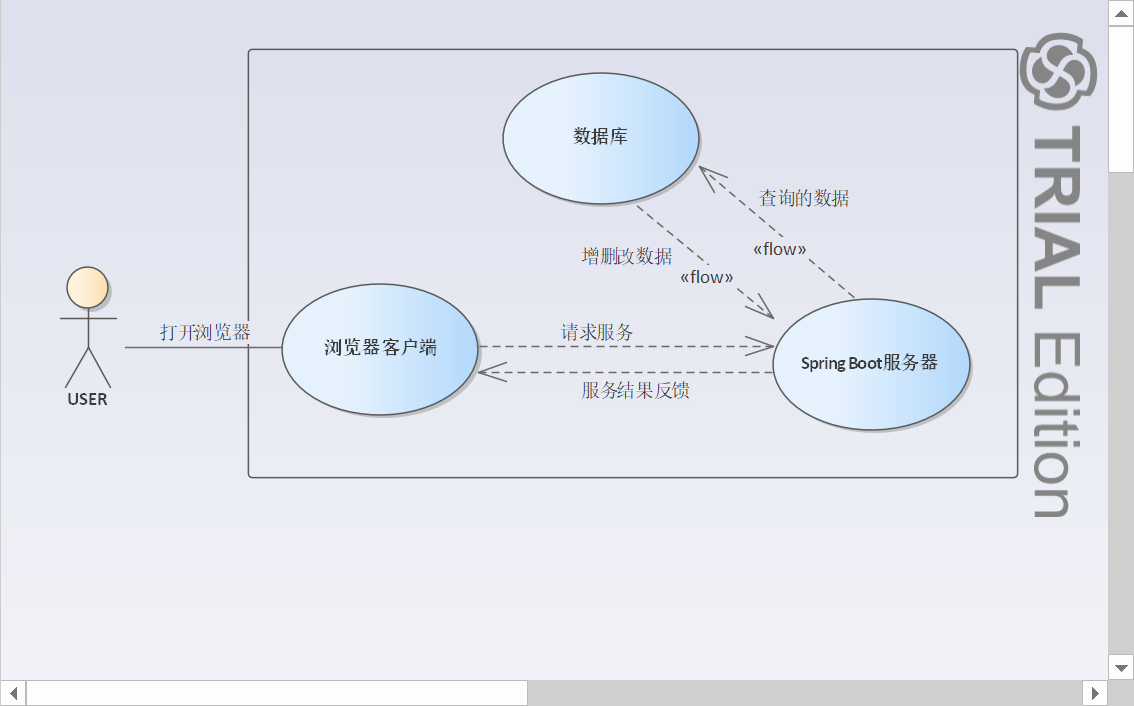 数据库
查询的数据
«flow»
增删改数据
«flow»
打开浏览器
浏览器客户端
请求服务
Spring Boot服务器
服务结果反馈
USER
TRIAL Edition